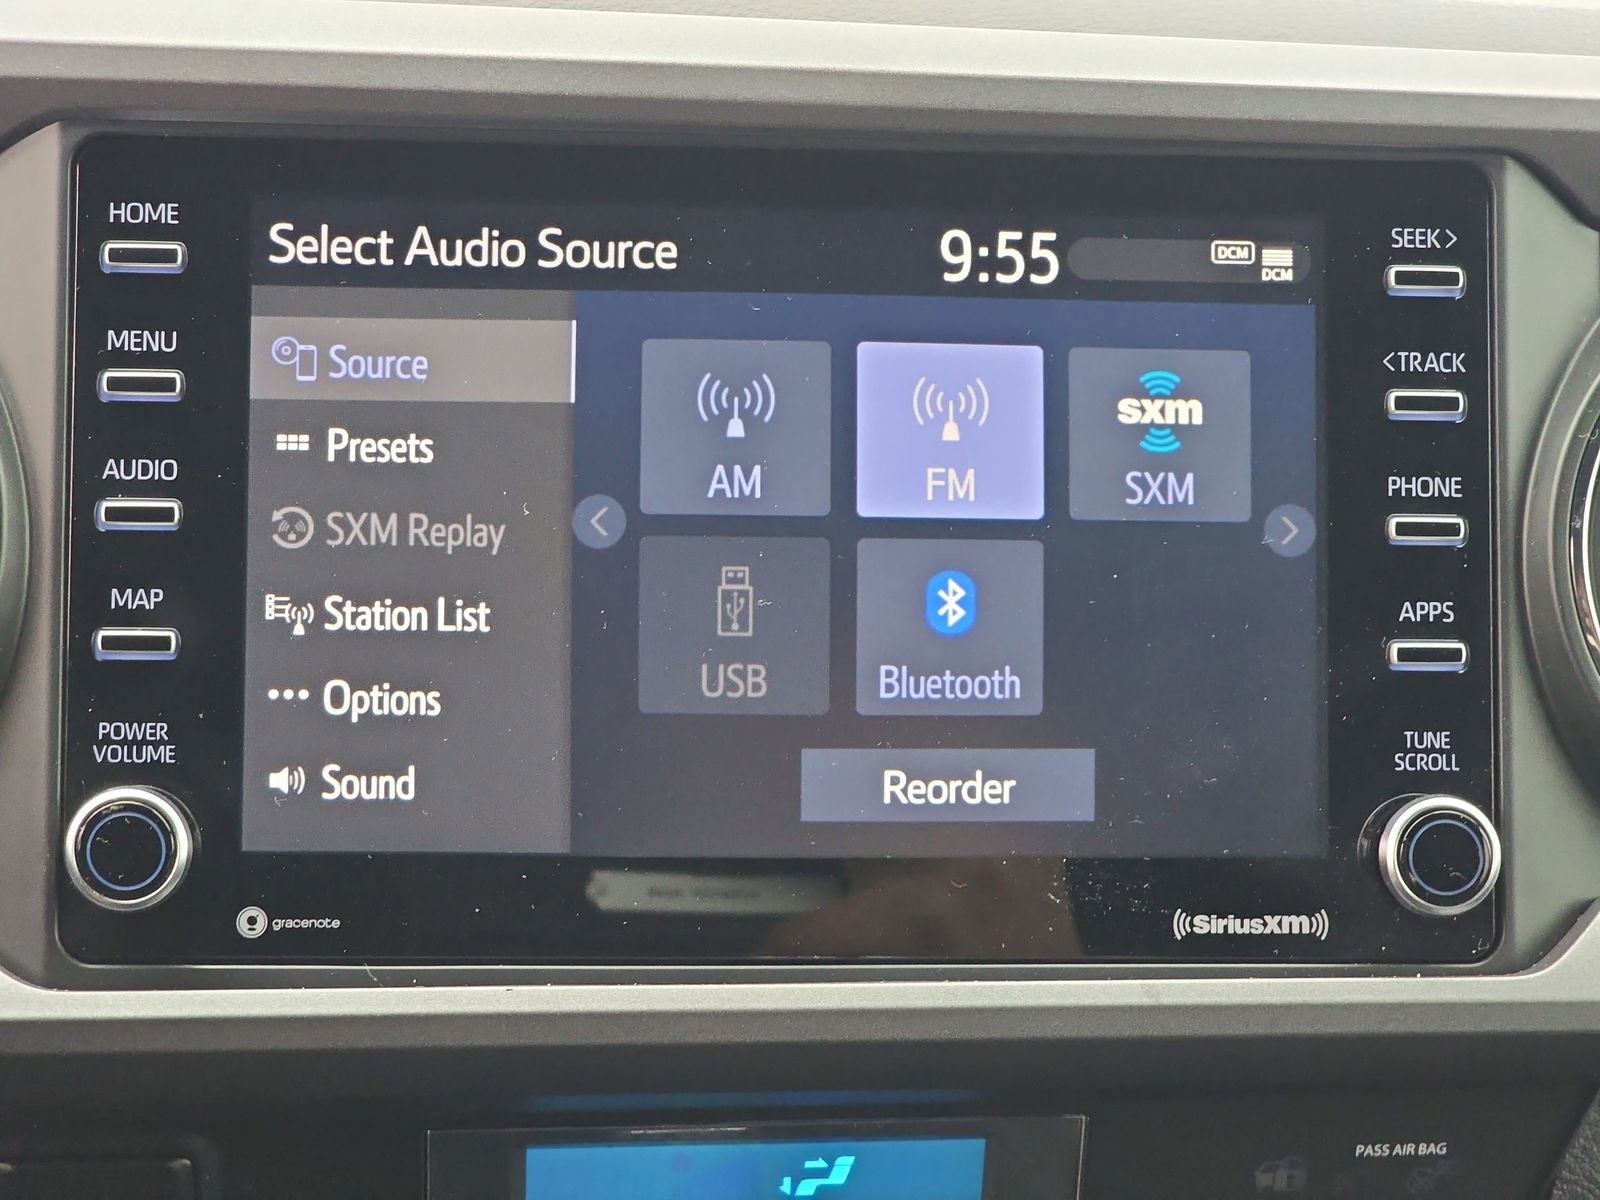 HOME
MENU
AUDIO
MAP
POWER
VOLUME
Select Audio Source
9:55
DCM
DCM
Source
Presets
SXM Replay
Station List
Options
Sound
AM
FM
sxm
SXM
USB
Bluetooth
Reorder
SEEK >
< TRACK
PHONE
APPS
TUNE
SCROLL
gracenote
((SiriusXM))
PASS AIR BAG